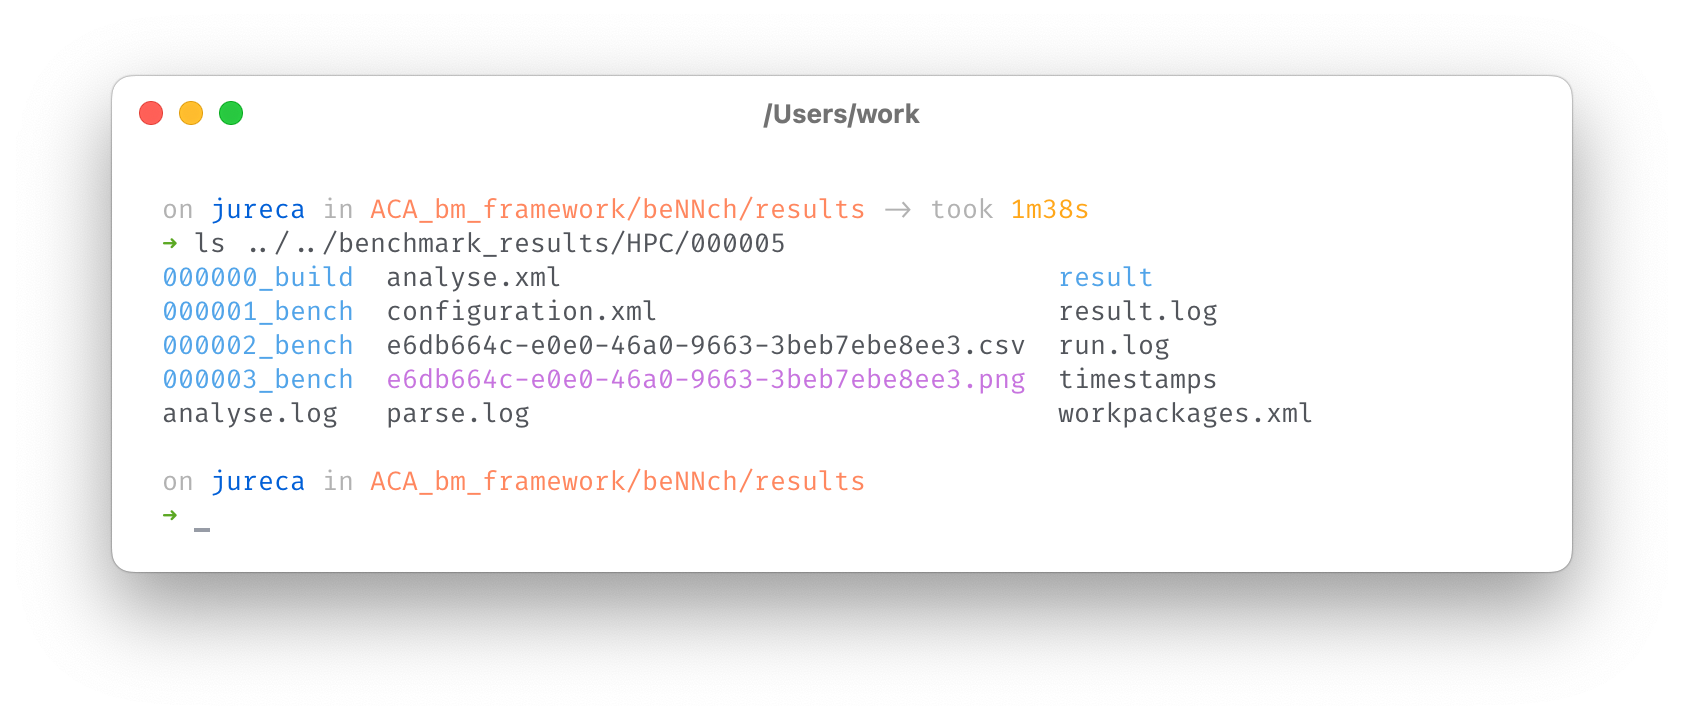 /Users/work
on jureca in ACA_bm_framework/beNNch/results → took 1m38s
➜ ls ../../benchmark_results/HPC/000005
000000_build analyse.xml result
000001_bench configuration.xml result.log
000002_bench e6db664c-e0e0-46a0-9663-3beb7ebe8ee3.csv run.log
000003_bench e6db664c-e0e0-46a0-9663-3beb7ebe8ee3.png timestamps
analyse.log parse.log workpackages.xml
on jureca in ACA_bm_framework/beNNch/results
➜ _